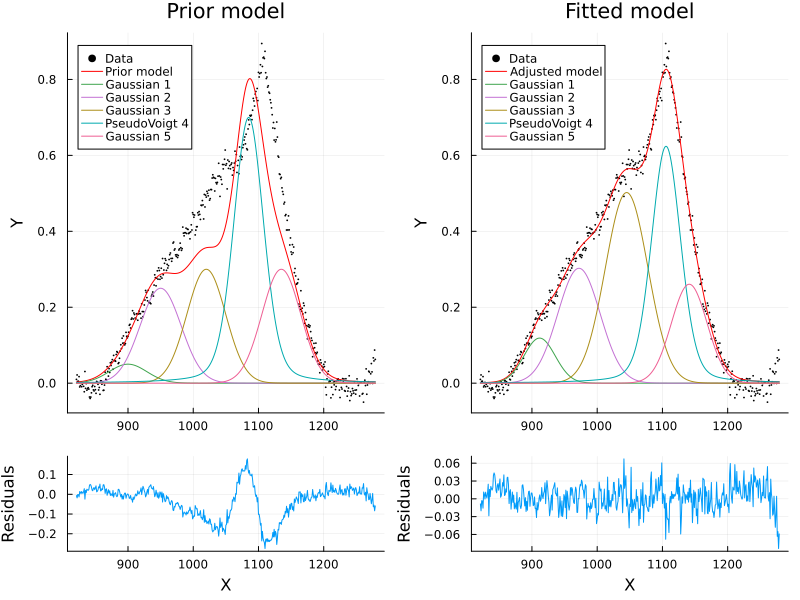 Prior model
Fitted model
Data
Prior model
Gaussian 1
Gaussian 2
Gaussian 3
PseudoVoigt 4
Gaussian 5
Data
Adjusted model
Gaussian 1
Gaussian 2
Gaussian 3
PseudoVoigt 4
Gaussian 5
Y
0.8
0.6
0.4
0.2
0.0
900
1000
1100
1200
Y
0.8
0.6
0.4
0.2
0.0
900
1000
1100
1200
Residuals
0.1
0.0
−0.1
−0.2
900
1000
1100
1200
X
Residuals
0.06
0.03
0.00
−0.03
−0.06
900
1000
1100
1200
X